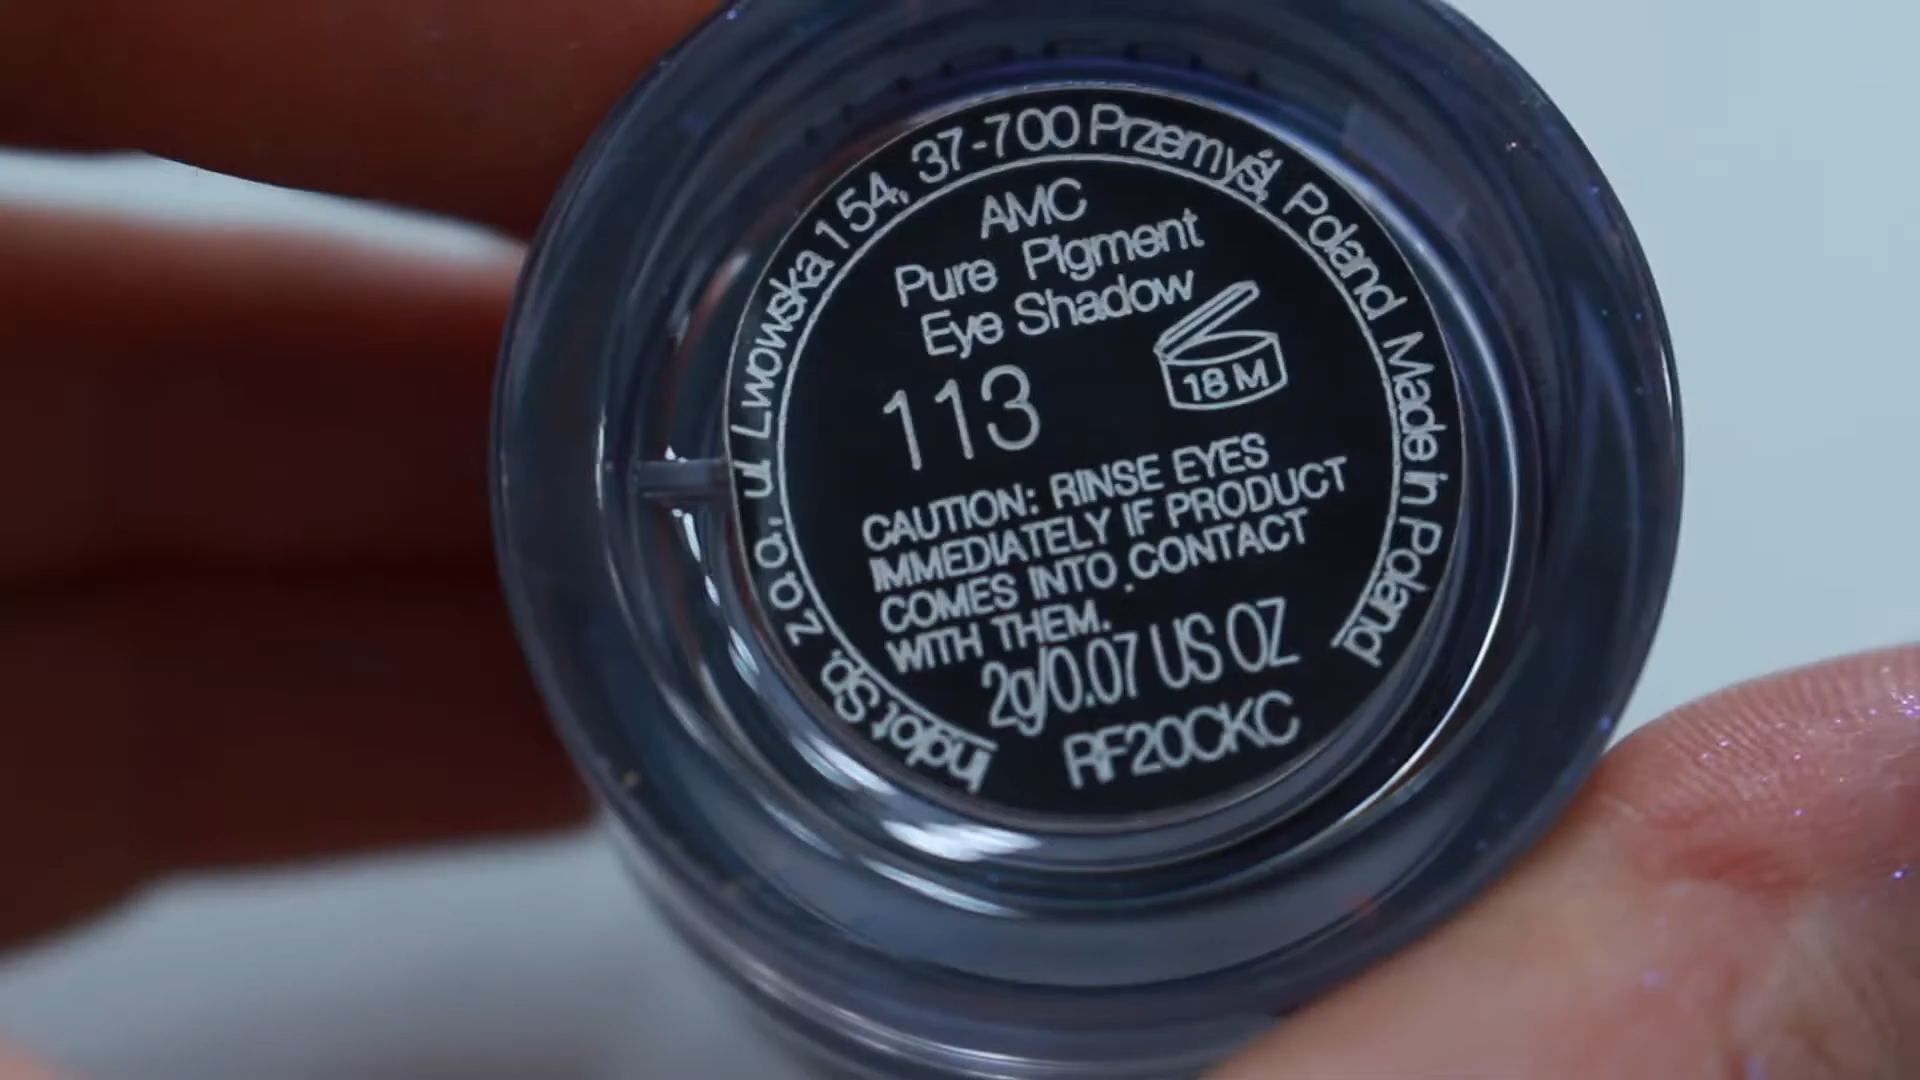 Inglot Sp. z o.o., ul. Lwowska 154, 37-700 Przemyśl, Poland Made in Poland
AMC
Pure Pigment
Eye Shadow
113
18 M
CAUTION: RINSE EYES
IMMEDIATELY IF PRODUCT
COMES INTO CONTACT
WITH THEM.
2g/0.07 US OZ
RF20CKC